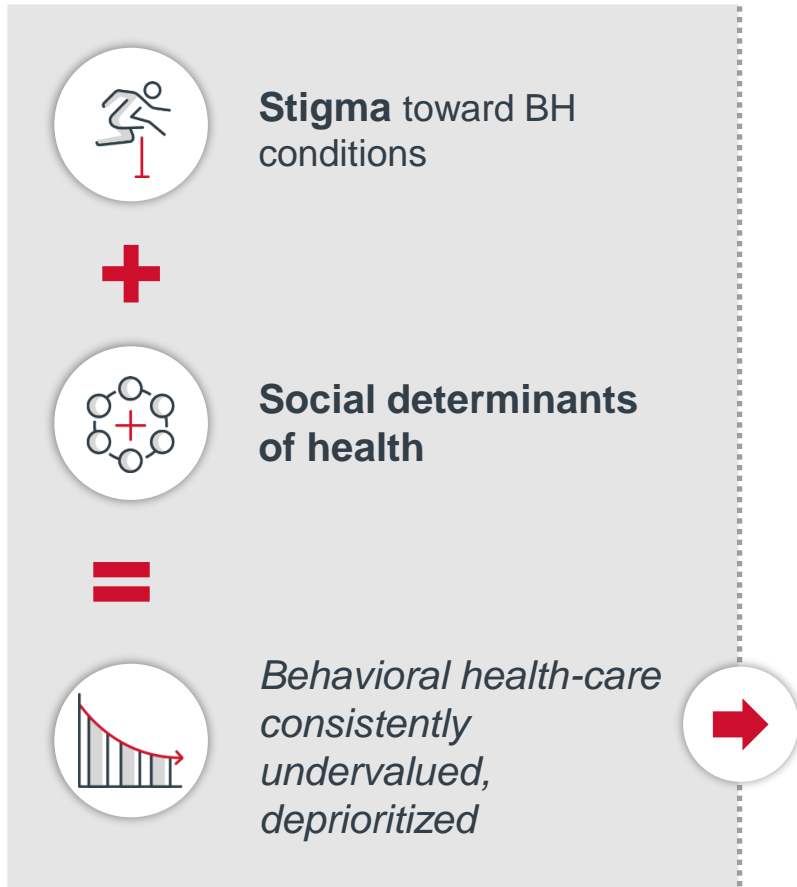 Stigma toward BH
conditions
Social determinants
of health
Behavioral health-care
consistently
undervalued,
deprioritized